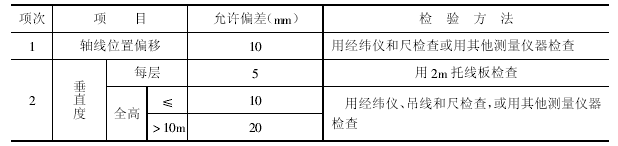 项次 项 目 允许偏差(mm) 检 验 方 法
1 轴线位置偏移 10 用经纬仪和尺检查或用其他测量仪器检查
2 垂直度 每层 5 用2m托线板检查
全高 ≤ 10 用经纬仪、吊线和尺检查,或用其他测量仪器
>10m 20 检查